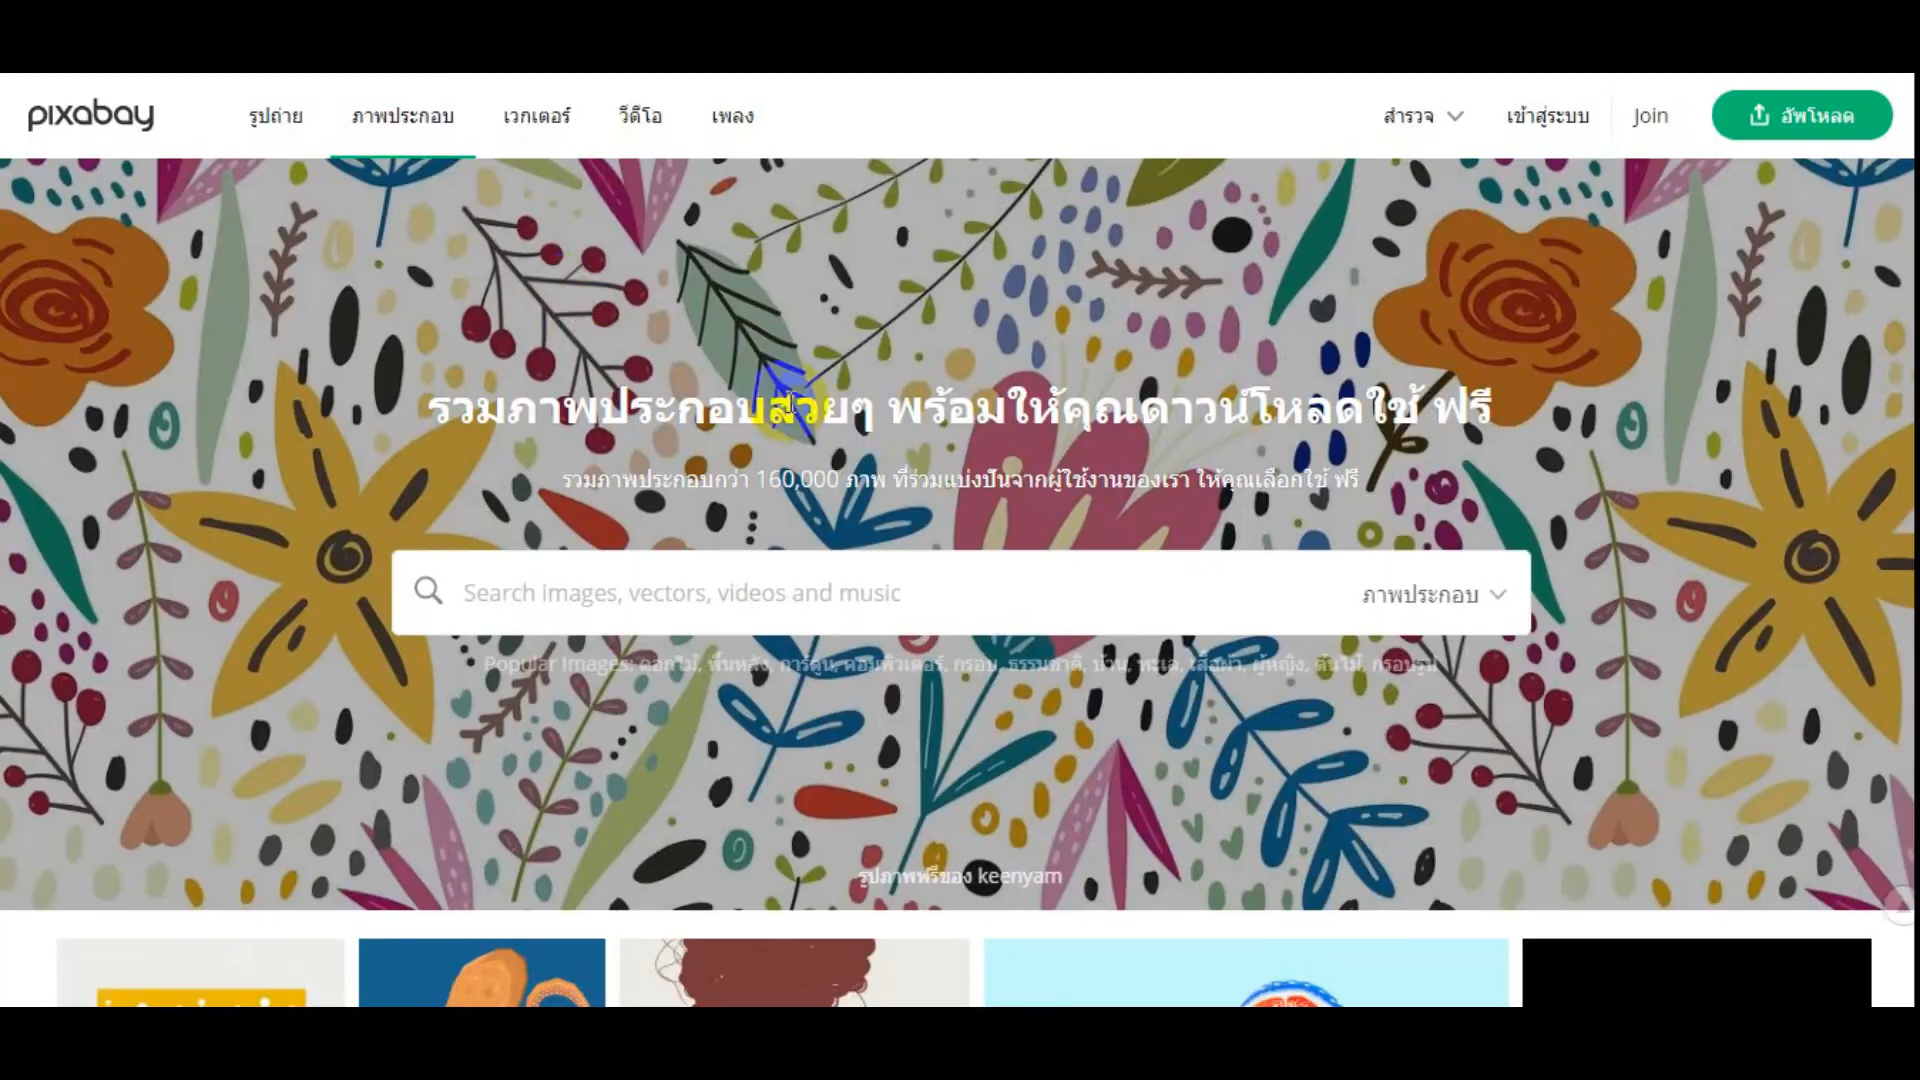 pixabay
รูปถ่าย ภาพประกอบ เวกเตอร์ วีดีโอ เพลง
สำรวจ เข้าสู่ระบบ Join อัพโหลด
รวมภาพประกอบสวยๆ พร้อมให้คุณดาวน์โหลดใช้ ฟรี
รวมภาพประกอบกว่า 160,000 ภาพ ที่ร่วมแบ่งปันจากผู้ใช้งานของเรา ให้คุณเลือกใช้ ฟรี
Search images, vectors, videos and music ภาพประกอบ
Popular Images: ดอกไม้, พื้นหลัง, การ์ตูน, คอมพิวเตอร์, กรอบ, ธรรมชาติ, บ้าน, ทะเล, เสื้อผ้า, ผู้หญิง, ต้นไม้, กรอบรูป
รูปภาพฟรีของ keenyam